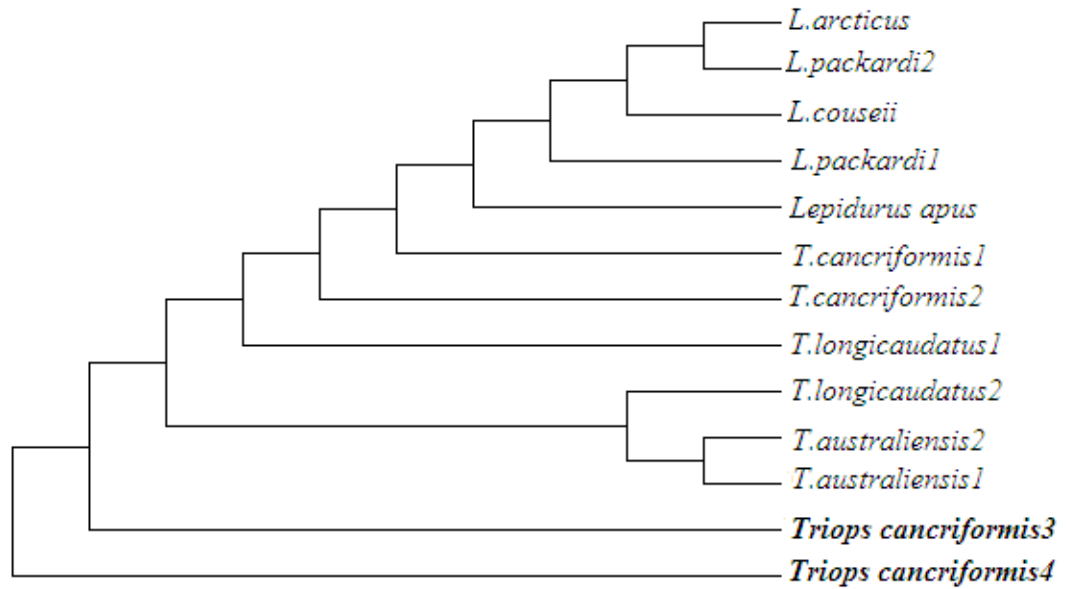 L.arcticus
L.packardi2
L.couseii
L.packardi1
Lepidurus apus
T.cancriformis1
T.cancriformis2
T.longicaudatus1
T.longicaudatus2
T.australiensis2
T.australiensis1
Triops cancriformis3
Triops cancriformis4